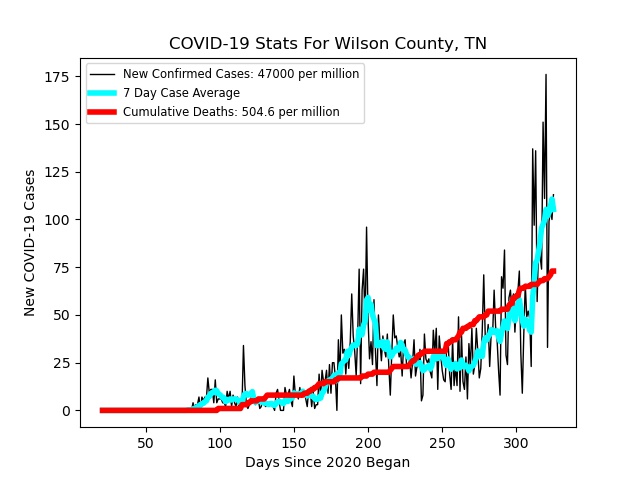 COVID-19 Stats For Wilson County, TN
New Confirmed Cases: 47000 per million
7 Day Case Average
Cumulative Deaths: 504.6 per million
New COVID-19 Cases
175
150
125
100
75
50
25
0
50 100 150 200 250 300
Days Since 2020 Began